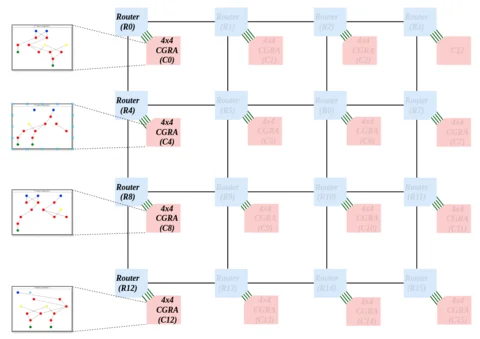 Router
(R0)
4x4
CGRA
(C0)
Router
(R1)
4x4
CGRA
(C1)
Router
(R2)
4x4
CGRA
(C2)
Router
(R3)
C3
Router
(R4)
4x4
CGRA
(C4)
Router
(R5)
4x4
CGRA
(C5)
Router
4x4
CGRA
(C6)
Router
(R7)
4x4
CGRA
(C7)
Router
(R8)
4x4
CGRA
(C8)
Router
(R9)
4x4
CGRA
(C9)
Router
(R10)
4x4
CGRA
(C10)
Router
(R11)
4x4
CGRA
(C11)
Router
(R12)
4x4
CGRA
(C12)
Router
(R13)
4x4
CGRA
(C13)
Router
(R14)
4x4
CGRA
(C14)
Router
(R15)
4x4
CGRA
(C15)